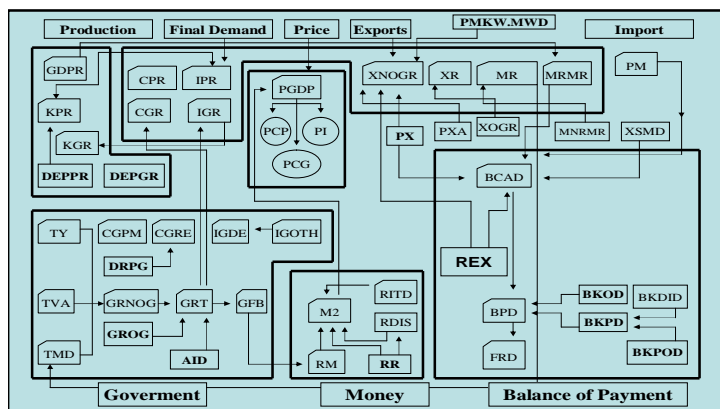 Production Final Demand Price Exports PMKW.MWD Import
GDPR CPR IPR PGDP XNOGR XR MR MRMR PM
KPR CGR IGR PCP PI PX PXA XOGR MNRMR XSMD
KGR PCG
DEPPR DEPGR BCAD
TY CGPM CGRE IGDE IGOTH REX
DRPG
TVA GRNOG GRT GFB M2 RITD BPD BKOD BKDID
GROG RDIS BKPD
TMD AID RM RR FRD BKPOD
Goverment Money Balance of Payment